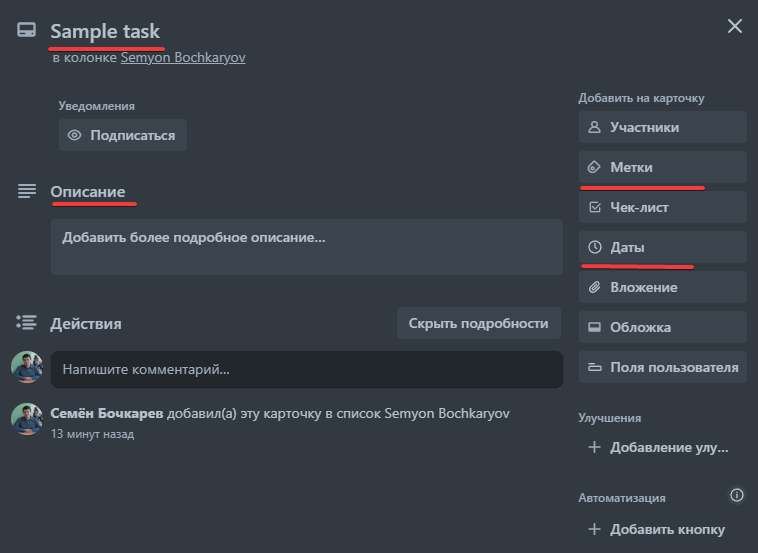 Sample task
в колонке Semyon Bochkaryov
Уведомления
Подписаться
Описание
Добавить более подробное описание...
Действия
Скрыть подробности
Напишите комментарий...
Семён Бочкарев добавил(а) эту карточку в список Semyon Bochkaryov
13 минут назад
Добавить на карточку
Участники
Метки
Чек-лист
Даты
Вложение
Обложка
Поля пользователя
Улучшения
Добавление улу...
Автоматизация
Добавить кнопку